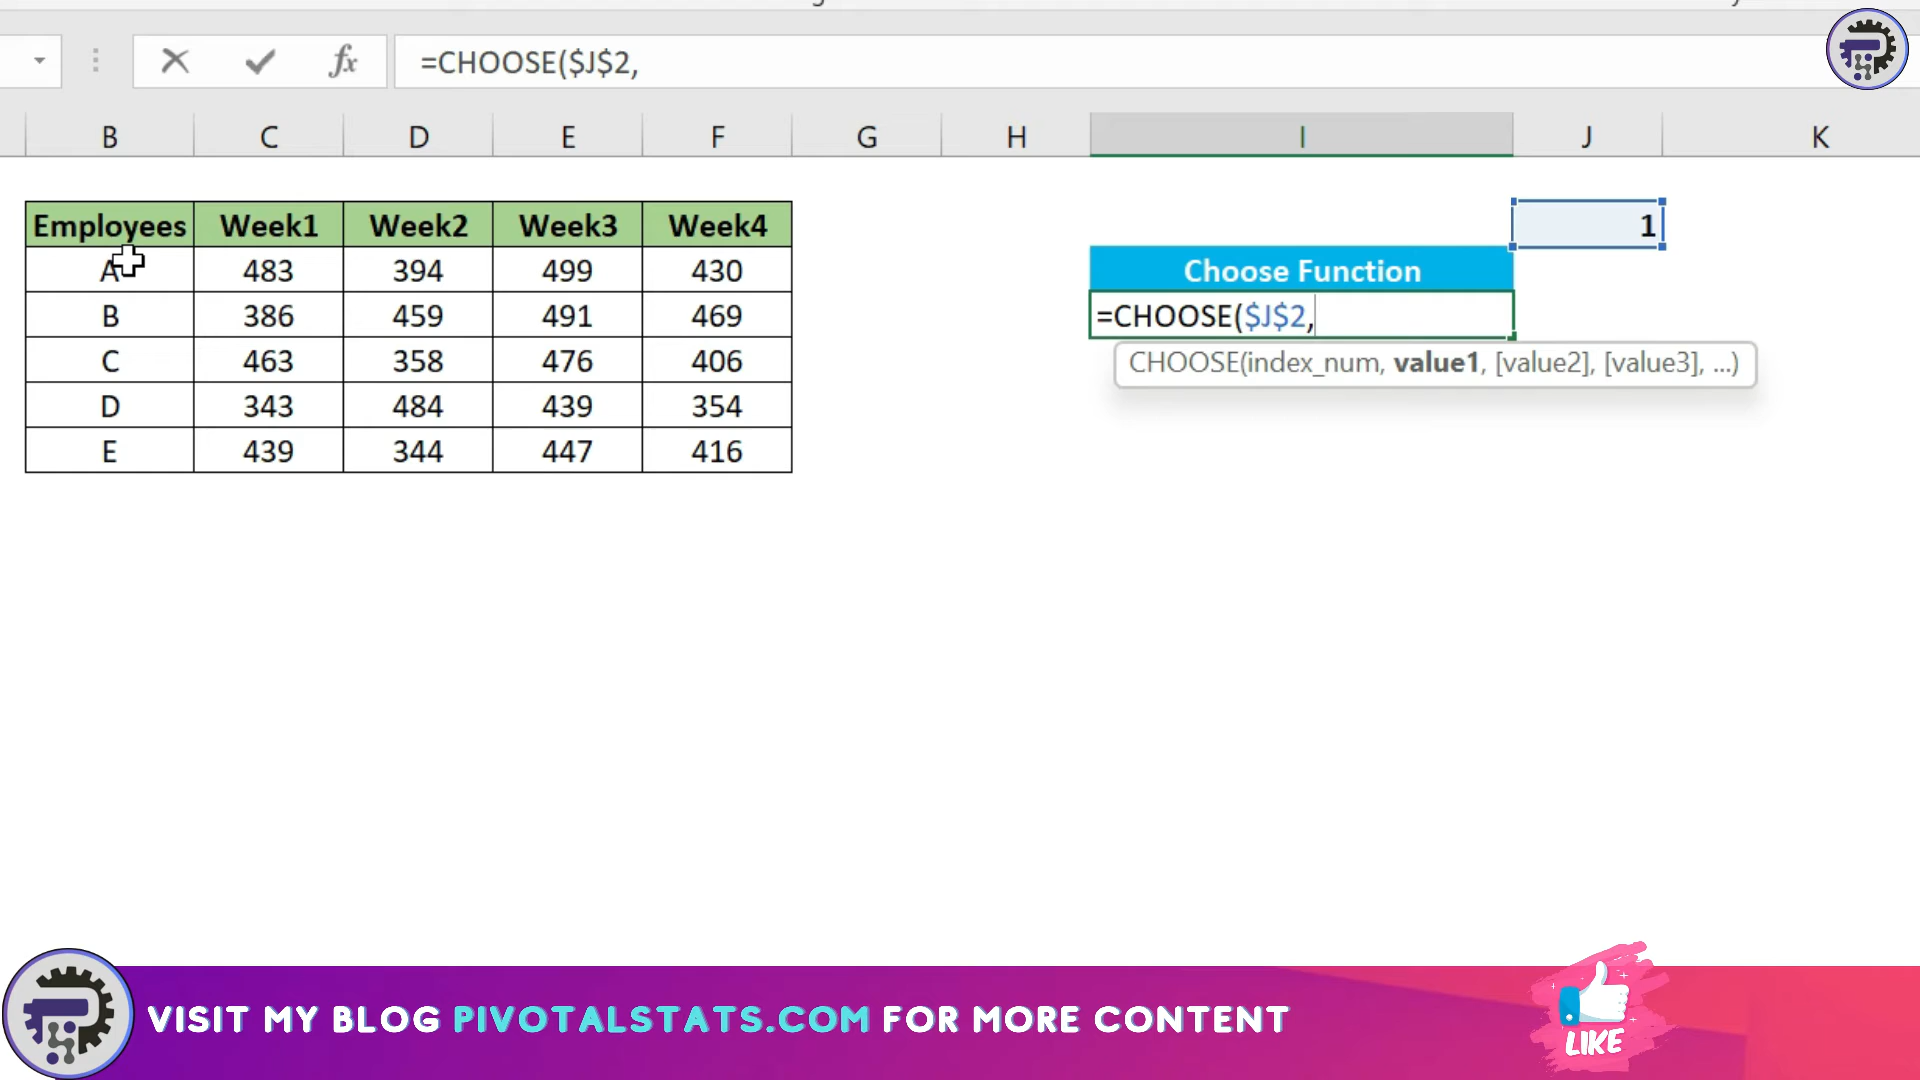 =CHOOSE($J$2,
B C D E F G H I J K
Employees Week1 Week2 Week3 Week4
1
A 483 394 499 430
Choose Function
B 386 459 491 469
=CHOOSE($J$2,
C 463 358 476 406
CHOOSE(index_num, value1, [value2], [value3], ...)
D 343 484 439 354
E 439 344 447 416
VISIT MY BLOG PIVOTALSTATS.COM FOR MORE CONTENT
LIKE